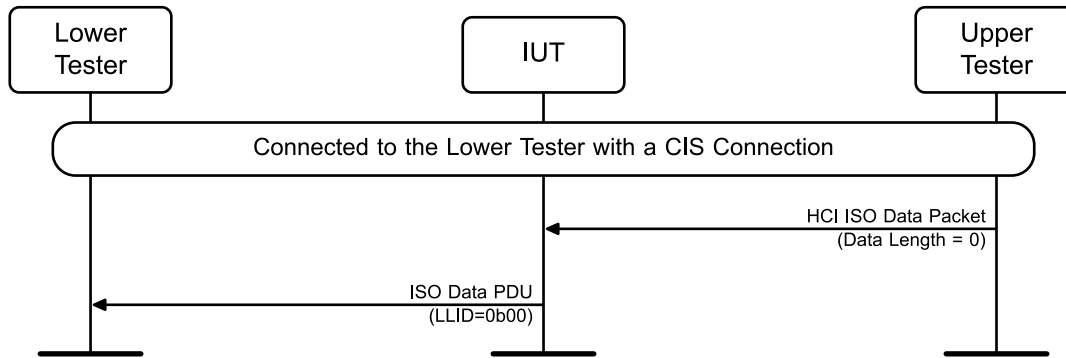 Lower
Tester
IUT
Upper
Tester
Connected to the Lower Tester with a CIS Connection
HCI ISO Data Packet
(Data Length = 0)
ISO Data PDU
(LLID=0b00)